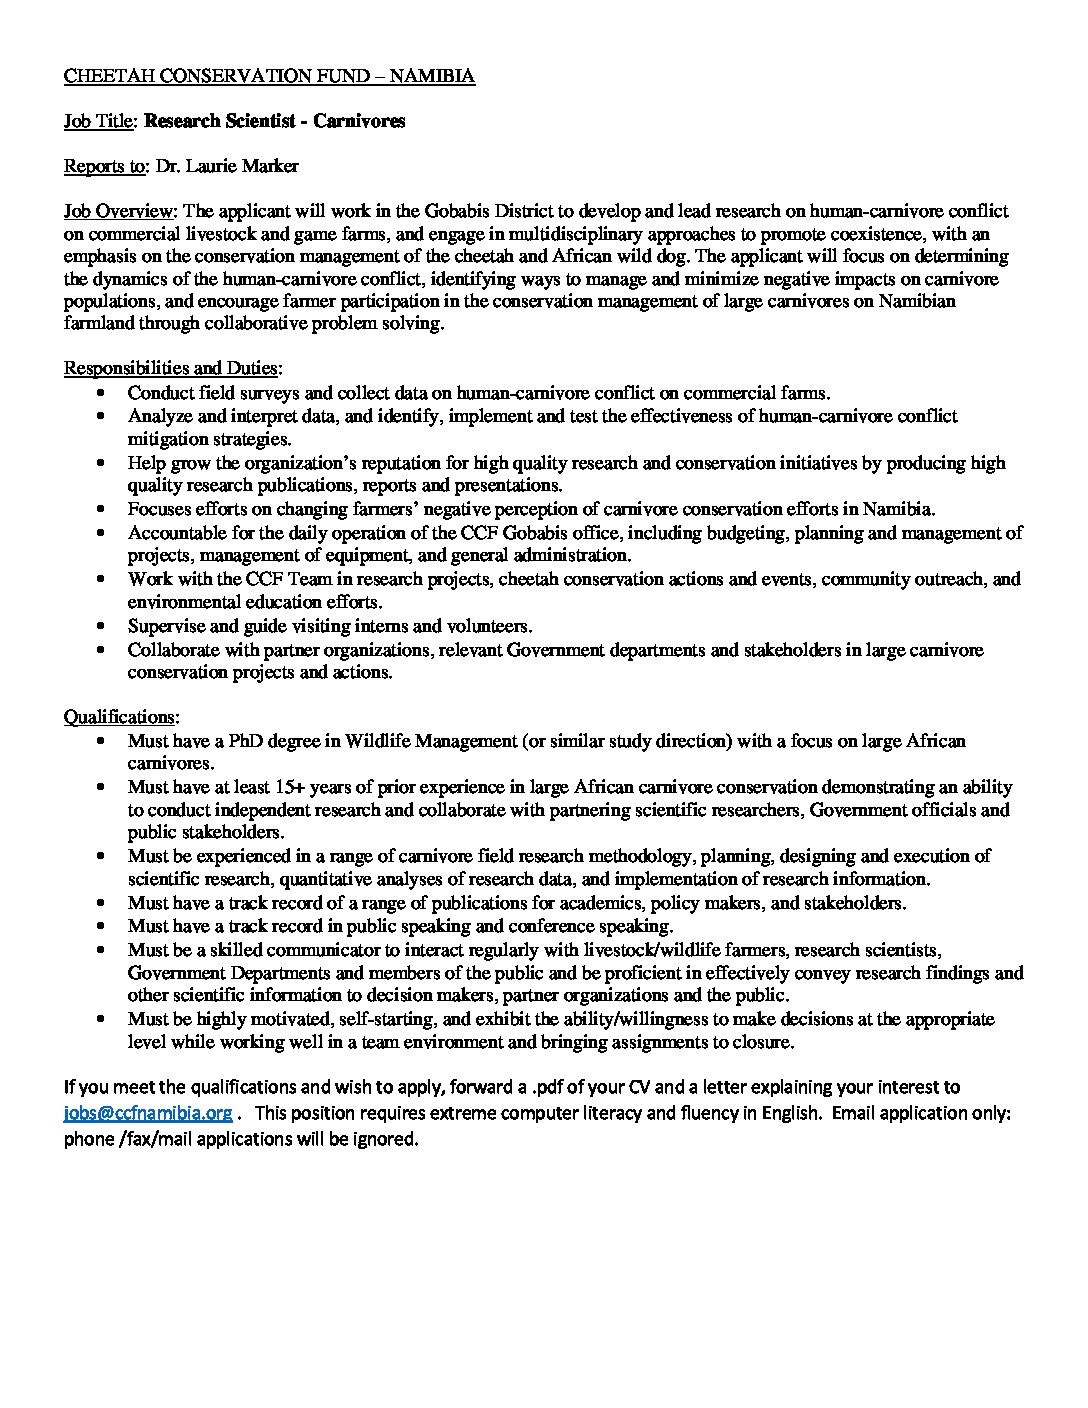 CHEETAH CONSERVATION FUND – NAMIBIA
Job Title: Research Scientist - Carnivores
Reports to: Dr. Laurie Marker
Job Overview: The applicant will work in the Gobabis District to develop and lead research on human-carnivore conflict
on commercial livestock and game farms, and engage in multidisciplinary approaches to promote coexistence, with an
emphasis on the conservation management of the cheetah and African wild dog. The applicant will focus on determining
the dynamics of the human-carnivore conflict, identifying ways to manage and minimize negative impacts on carnivore
populations, and encourage farmer participation in the conservation management of large carnivores on Namibian
farmland through collaborative problem solving.
Responsibilities and Duties:
• Conduct field surveys and collect data on human-carnivore conflict on commercial farms.
• Analyze and interpret data, and identify, implement and test the effectiveness of human-carnivore conflict
mitigation strategies.
• Help grow the organization’s reputation for high quality research and conservation initiatives by producing high
quality research publications, reports and presentations.
• Focuses efforts on changing farmers’ negative perception of carnivore conservation efforts in Namibia.
• Accountable for the daily operation of the CCF Gobabis office, including budgeting, planning and management of
projects, management of equipment, and general administration.
• Work with the CCF Team in research projects, cheetah conservation actions and events, community outreach, and
environmental education efforts.
• Supervise and guide visiting interns and volunteers.
• Collaborate with partner organizations, relevant Government departments and stakeholders in large carnivore
conservation projects and actions.
Qualifications:
• Must have a PhD degree in Wildlife Management (or similar study direction) with a focus on large African
carnivores.
• Must have at least 15+ years of prior experience in large African carnivore conservation demonstrating an ability
to conduct independent research and collaborate with partnering scientific researchers, Government officials and
public stakeholders.
• Must be experienced in a range of carnivore field research methodology, planning, designing and execution of
scientific research, quantitative analyses of research data, and implementation of research information.
• Must have a track record of a range of publications for academics, policy makers, and stakeholders.
• Must have a track record in public speaking and conference speaking.
• Must be a skilled communicator to interact regularly with livestock/wildlife farmers, research scientists,
Government Departments and members of the public and be proficient in effectively convey research findings and
other scientific information to decision makers, partner organizations and the public.
• Must be highly motivated, self-starting, and exhibit the ability/willingness to make decisions at the appropriate
level while working well in a team environment and bringing assignments to closure.
If you meet the qualifications and wish to apply, forward a .pdf of your CV and a letter explaining your interest to
jobs@ccfnamibia.org .   This position requires extreme computer literacy and fluency in English.  Email application only:
phone /fax/mail applications will be ignored.